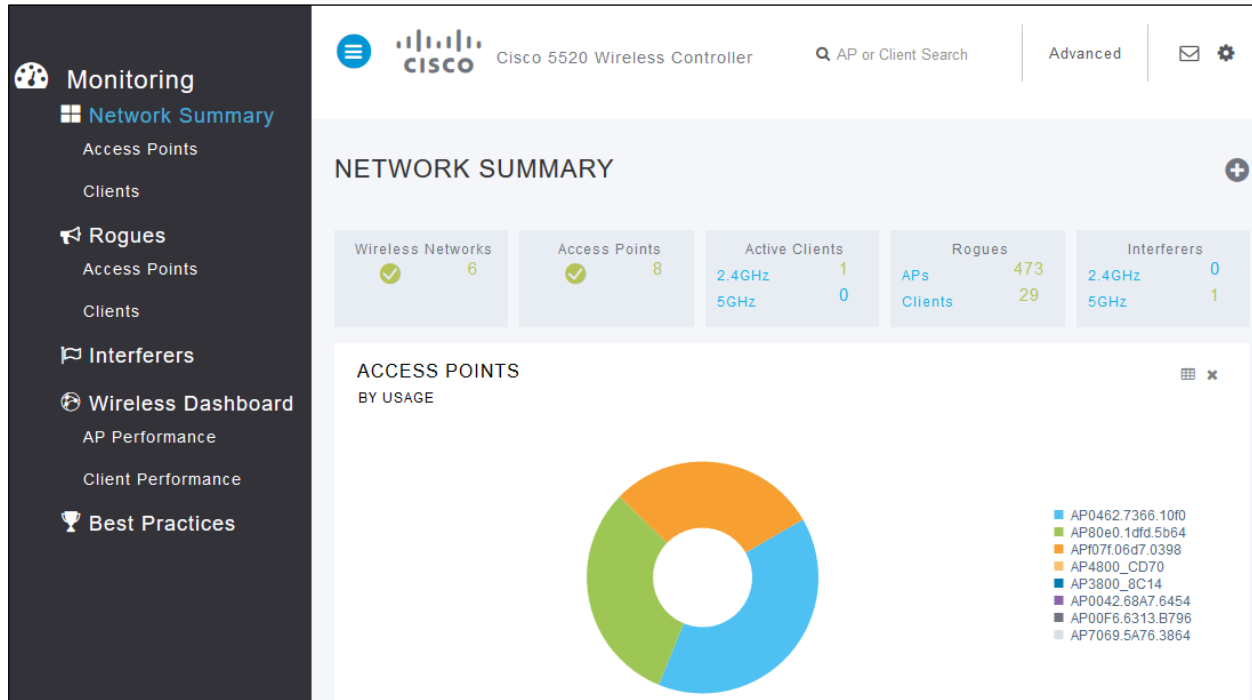 Monitoring
Network Summary
Access Points
Clients
Rogues
Access Points
Clients
Interferers
Wireless Dashboard
AP Performance
Client Performance
Best Practices
CISCO
Cisco 5520 Wireless Controller
AP or Client Search
Advanced
NETWORK SUMMARY
Wireless Networks
6
Access Points
8
Active Clients
2.4GHz 1
5GHz 0
Rogues
APs 473
Clients 29
Interferers
2.4GHz 0
5GHz 1
ACCESS POINTS
BY USAGE
AP0462.7366.10f0
AP80e0.1dfd.5b64
APf07f.06d7.0398
AP4800_CD70
AP3800_8C14
AP0042.68A7.6454
AP00F6.6313.B796
AP7069.5A76.3864